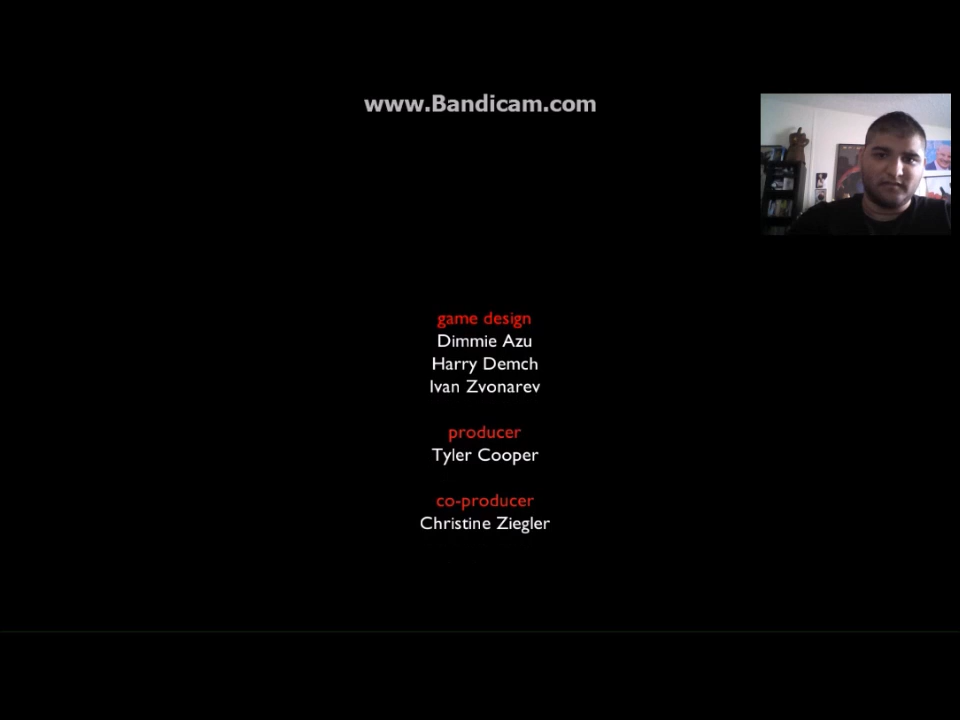 www.Bandicam.com
game design
Dimmie Azu
Harry Demch
Ivan Zvonarev
producer
Tyler Cooper
co-producer
Christine Ziegler